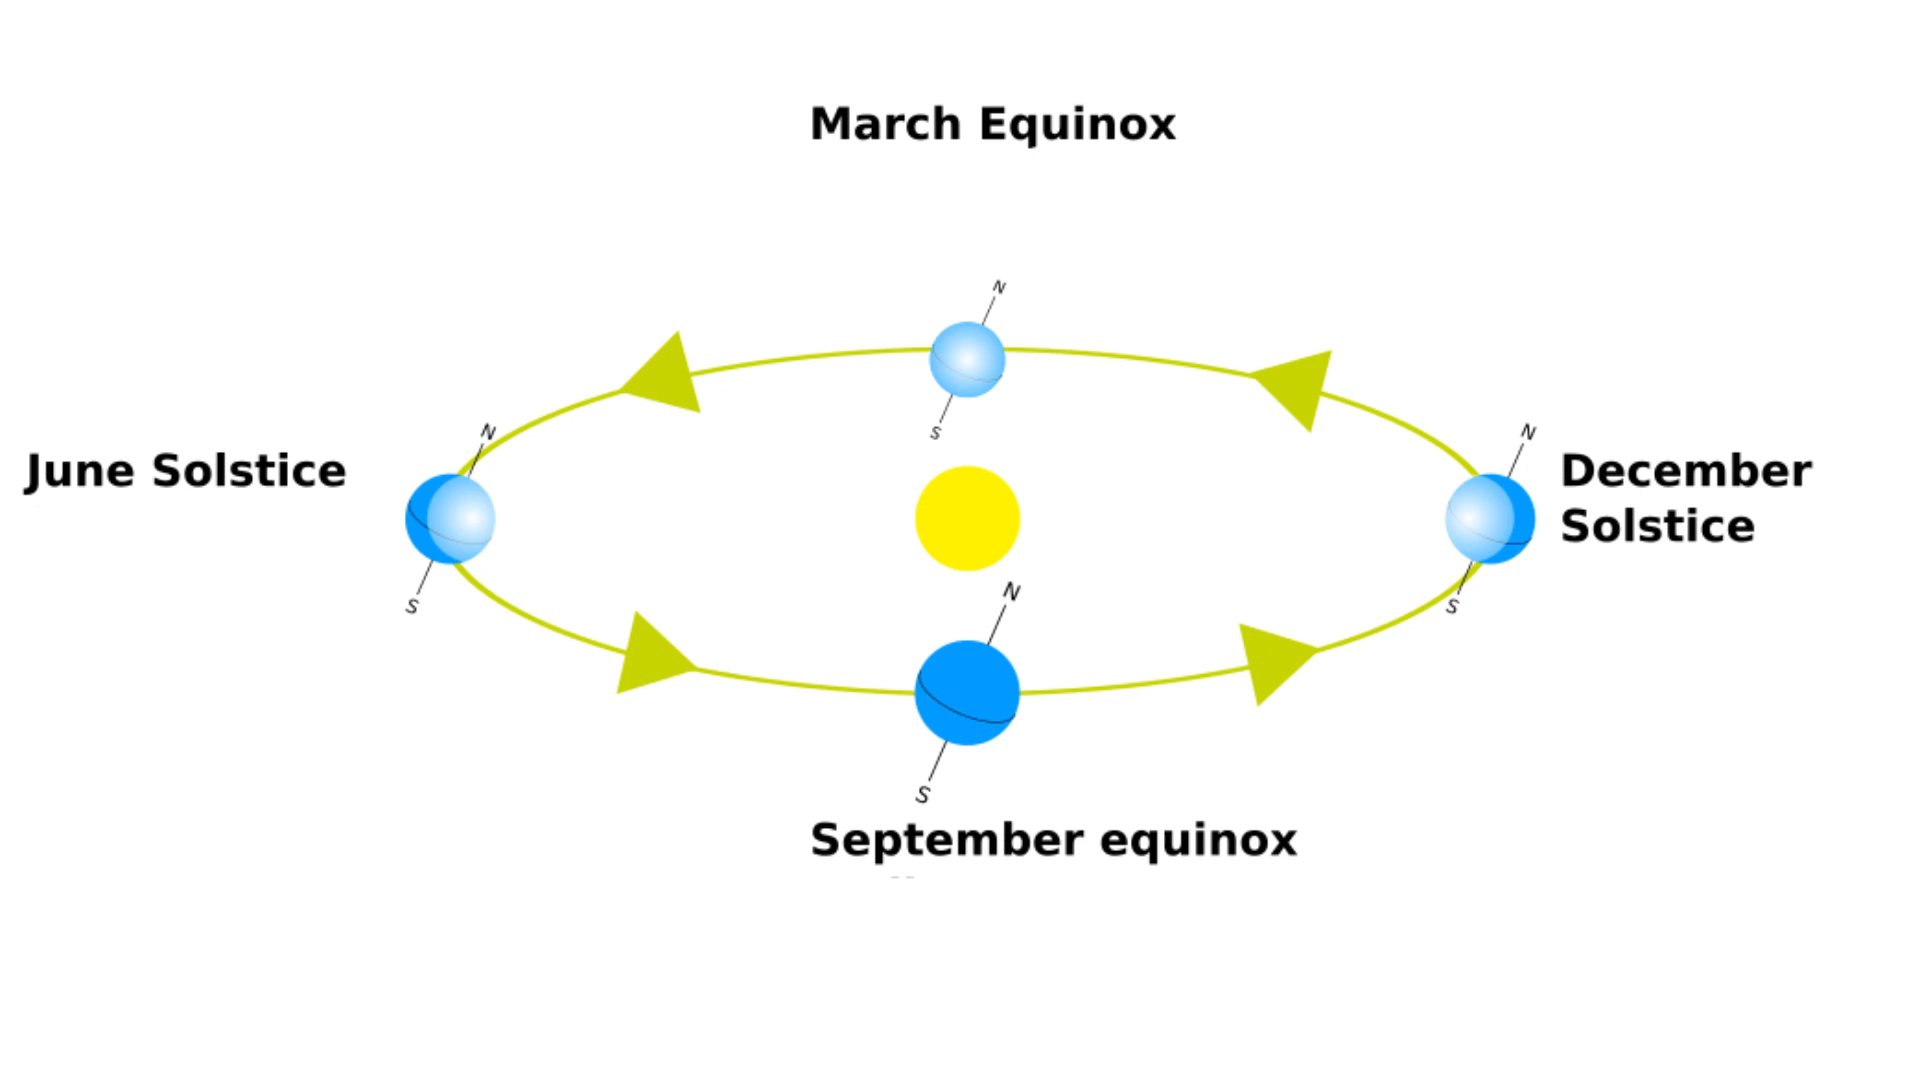 March Equinox
N
S
June Solstice
N
S
N
S
December
Solstice
N
S
September equinox